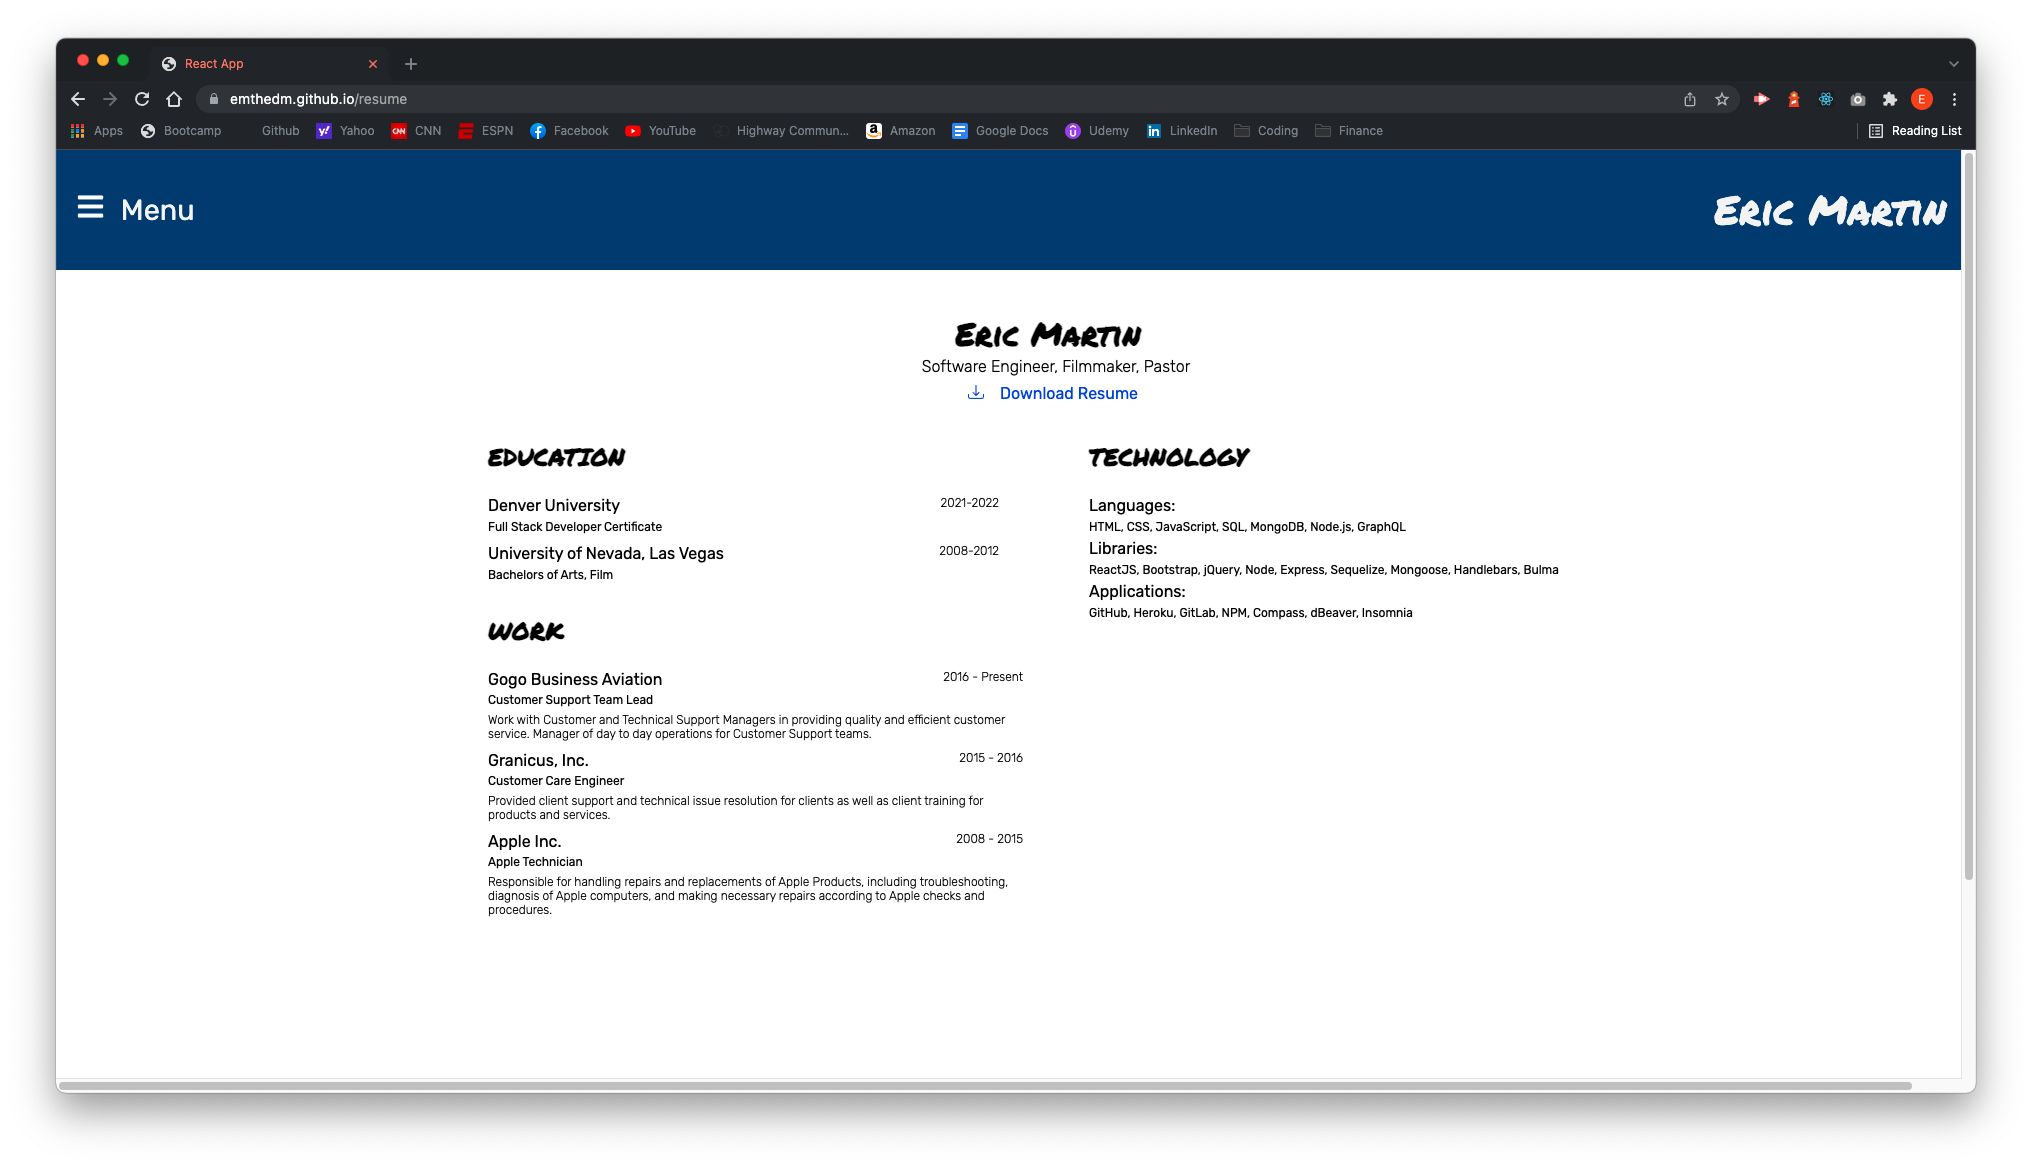 React App
emthedm.github.io/resume
E
Apps Bootcamp Github Yahoo CNN ESPN Facebook YouTube Highway Commun... Amazon Google Docs Udemy LinkedIn Coding Finance Reading List
Menu
Eric Martin
Eric Martin
Software Engineer, Filmmaker, Pastor
Download Resume
EDUCATION
Denver University 2021-2022
Full Stack Developer Certificate
University of Nevada, Las Vegas 2008-2012
Bachelors of Arts, Film
WORK
Gogo Business Aviation 2016 - Present
Customer Support Team Lead
Work with Customer and Technical Support Managers in providing quality and efficient customer
service. Manager of day to day operations for Customer Support teams.
Granicus, Inc. 2015 - 2016
Customer Care Engineer
Provided client support and technical issue resolution for clients as well as client training for
products and services.
Apple Inc. 2008 - 2015
Apple Technician
Responsible for handling repairs and replacements of Apple Products, including troubleshooting,
diagnosis of Apple computers, and making necessary repairs according to Apple checks and
procedures.
TECHNOLOGY
Languages:
HTML, CSS, JavaScript, SQL, MongoDB, Node.js, GraphQL
Libraries:
ReactJS, Bootstrap, jQuery, Node, Express, Sequelize, Mongoose, Handlebars, Bulma
Applications:
GitHub, Heroku, GitLab, NPM, Compass, dBeaver, Insomnia